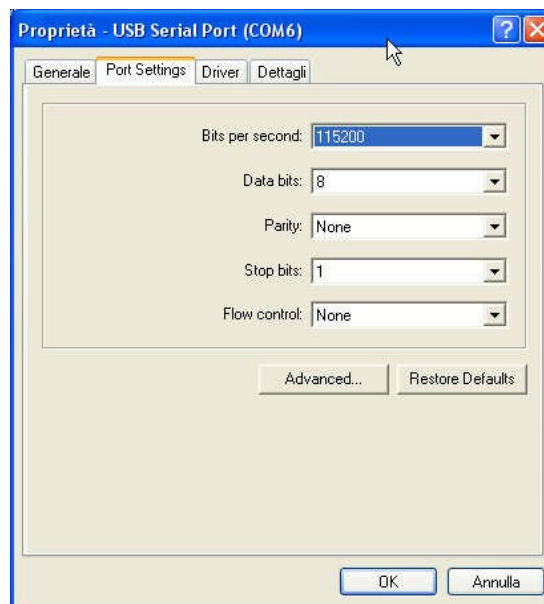 Proprietà - USB Serial Port (COM6)
Generale Port Settings Driver Dettagli
Bits per second: 115200
Data bits: 8
Parity: None
Stop bits: 1
Flow control: None
Advanced... Restore Defaults
OK Annulla